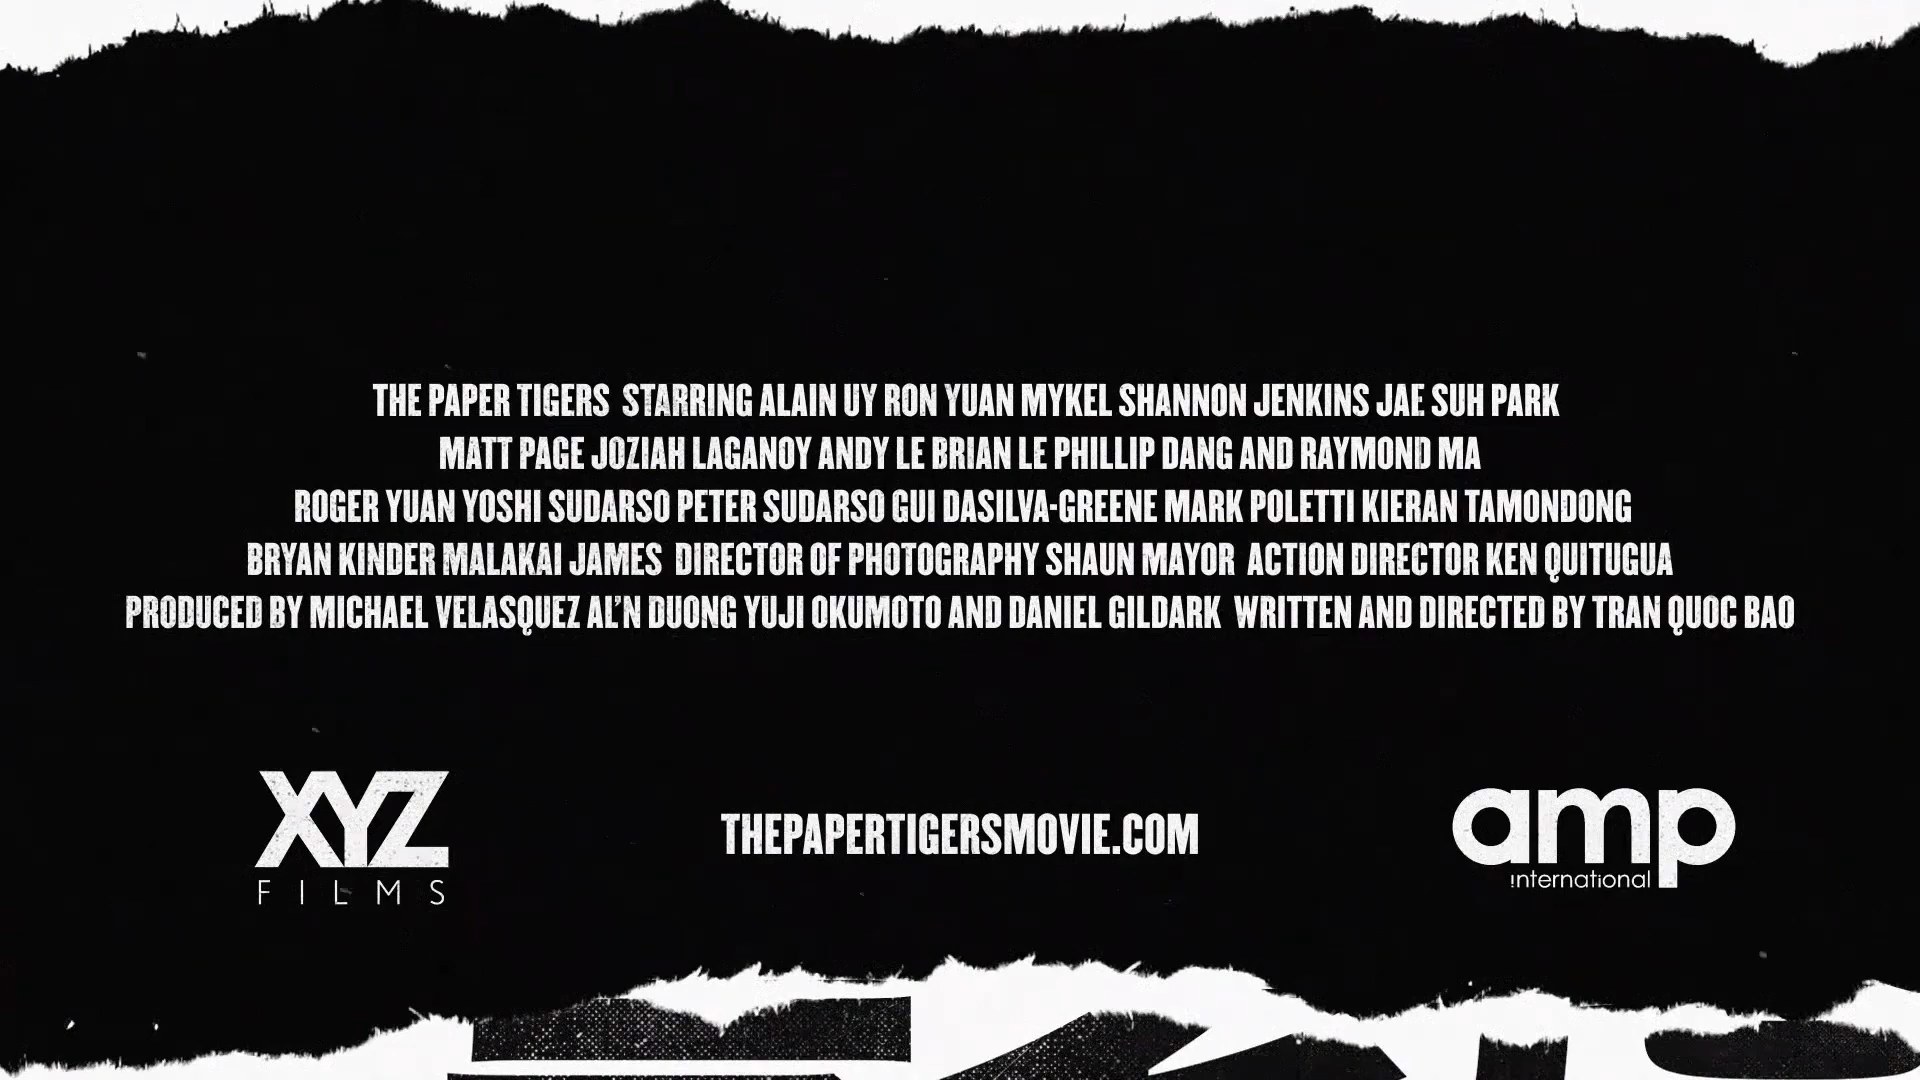 THE PAPER TIGERS STARRING ALAIN UY RON YUAN MYKEL SHANNON JENKINS JAE SUH PARK
MATT PAGE JOZIAH LAGANOY ANDY LE BRIAN LE PHILLIP DANG AND RAYMOND MA
ROGER YUAN YOSHI SUDARSO PETER SUDARSO GUI DASILVA-GREENE MARK POLETTI KIERAN TAMONDONG
BRYAN KINDER MALAKAI JAMES DIRECTOR OF PHOTOGRAPHY SHAUN MAYOR ACTION DIRECTOR KEN QUITUGUA
PRODUCED BY MICHAEL VELASQUEZ AL'N DUONG YUJI OKUMOTO AND DANIEL GILDARK WRITTEN AND DIRECTED BY TRAN QUOC BAO
XYZ
FILMS
THEPAPERTIGERSMOVIE.COM
amp
international